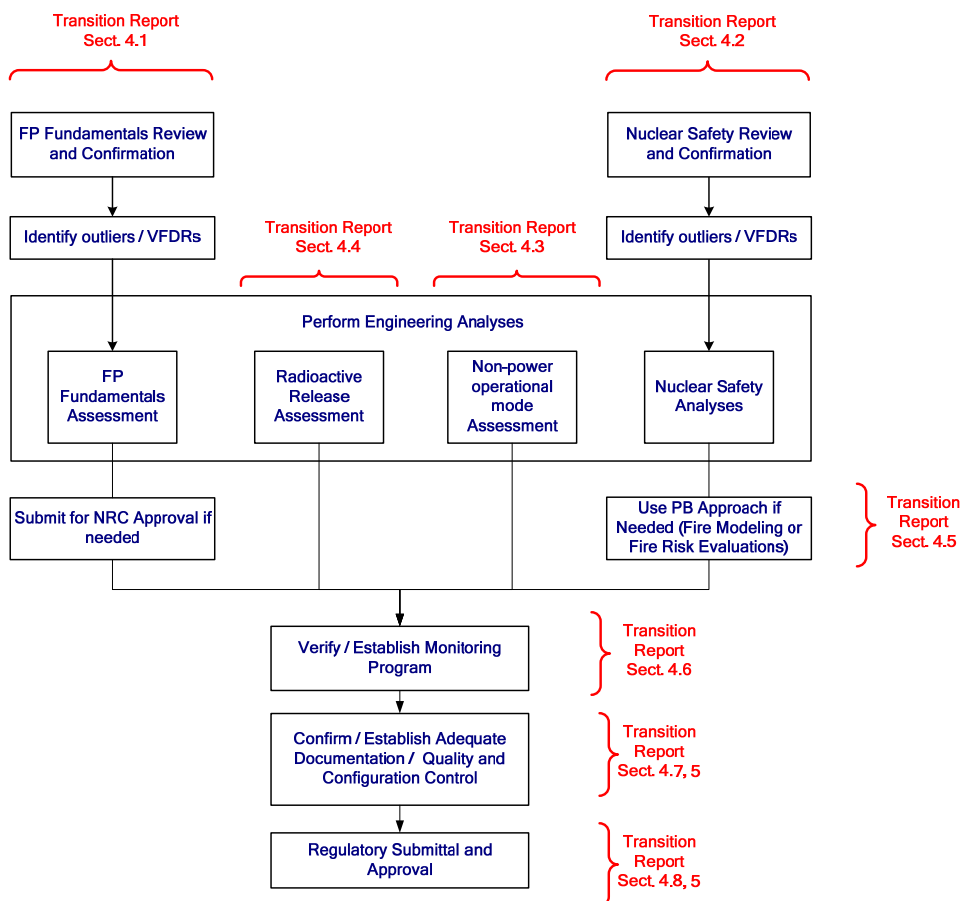 Transition Report
Sect. 4.1
Transition Report
Sect. 4.2
FP Fundamentals Review
and Confirmation
Nuclear Safety Review
and Confirmation
Identify outliers / VFDRs
Transition Report
Sect. 4.4
Transition Report
Sect. 4.3
Identify outliers / VFDRs
Perform Engineering Analyses
FP
Fundamentals
Assessment
Radioactive
Release
Assessment
Non-power
operational
mode
Assessment
Nuclear Safety
Analyses
Submit for NRC Approval if
needed
Use PB Approach if
Needed (Fire Modeling or
Fire Risk Evaluations)
Transition
Report
Sect. 4.5
Verify / Establish Monitoring
Program
Transition
Report
Sect. 4.6
Confirm / Establish Adequate
Documentation / Quality and
Configuration Control
Transition
Report
Sect. 4.7, 5
Regulatory Submittal and
Approval
Transition
Report
Sect. 4.8, 5